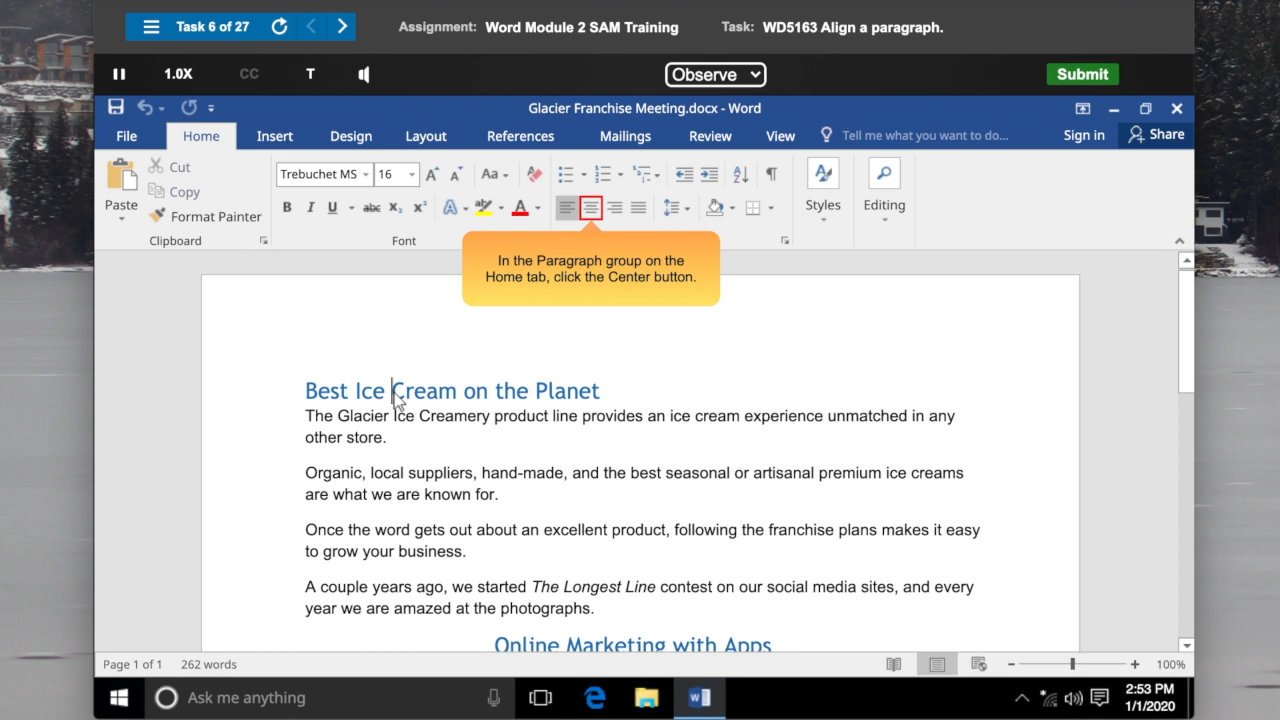 Task 6 of 27
Assignment: Word Module 2 SAM Training
Task: WD5163 Align a paragraph.
1.0X
CC
T
Observe
Submit
Glacier Franchise Meeting.docx - Word
File
Home
Insert
Design
Layout
References
Mailings
Review
View
Tell me what you want to do...
Sign in
Share
Paste
Cut
Copy
Format Painter
Clipboard
Trebuchet MS
16
Aa
B I U abc X₂ X² A ab A
Font
Styles
Editing
In the Paragraph group on the
Home tab, click the Center button.
Best Ice Cream on the Planet
The Glacier Ice Creamery product line provides an ice cream experience unmatched in any
other store.
Organic, local suppliers, hand-made, and the best seasonal or artisanal premium ice creams
are what we are known for.
Once the word gets out about an excellent product, following the franchise plans makes it easy
to grow your business.
A couple years ago, we started The Longest Line contest on our social media sites, and every
year we are amazed at the photographs.
Online Marketing with Apps
Page 1 of 1
262 words
100%
Ask me anything
2:53 PM
1/1/2020